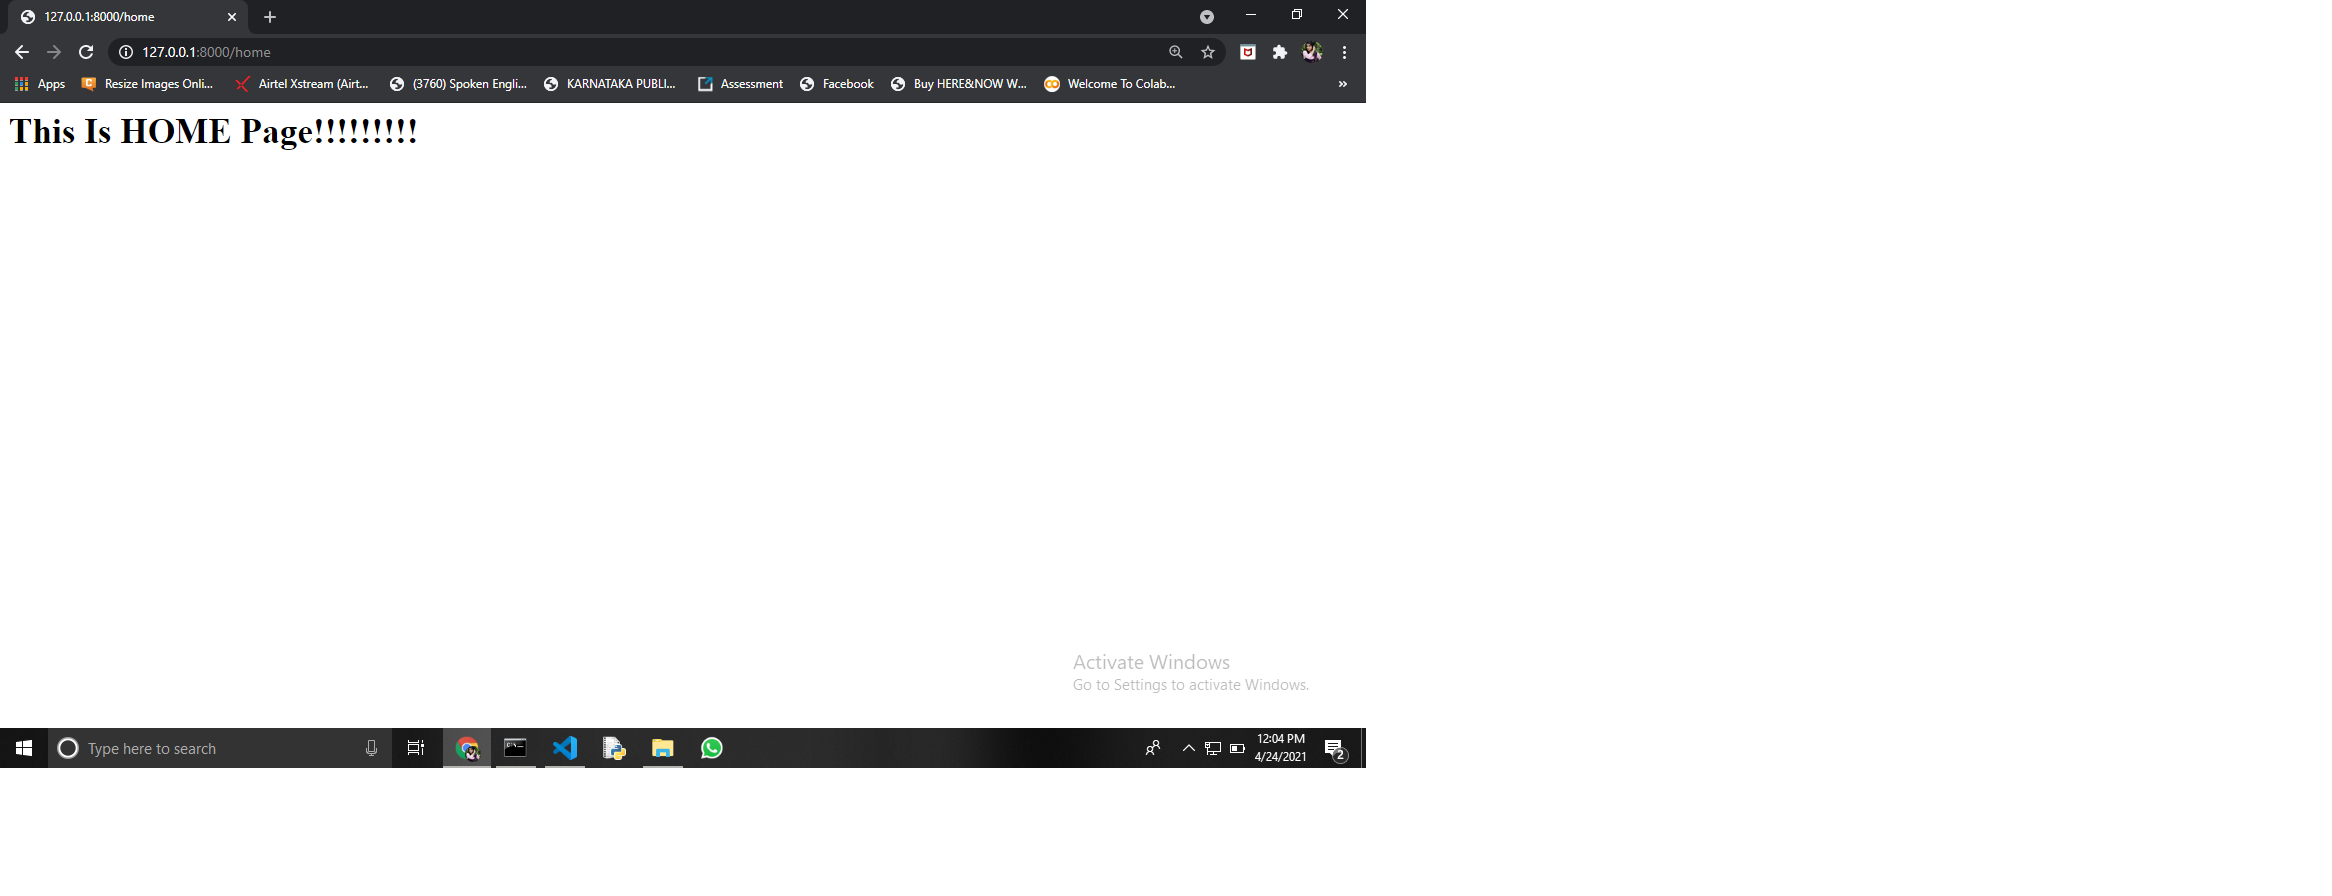 127.0.0.1:8000/home
127.0.0.1:8000/home
Apps Resize Images Onli... Airtel Xstream (Airt... (3760) Spoken Engli... KARNATAKA PUBLI... Assessment Facebook Buy HERE&NOW W... Welcome To Colab... »
This Is HOME Page!!!!!!!!!
Activate Windows
Go to Settings to activate Windows.
Type here to search
12:04 PM
4/24/2021
2